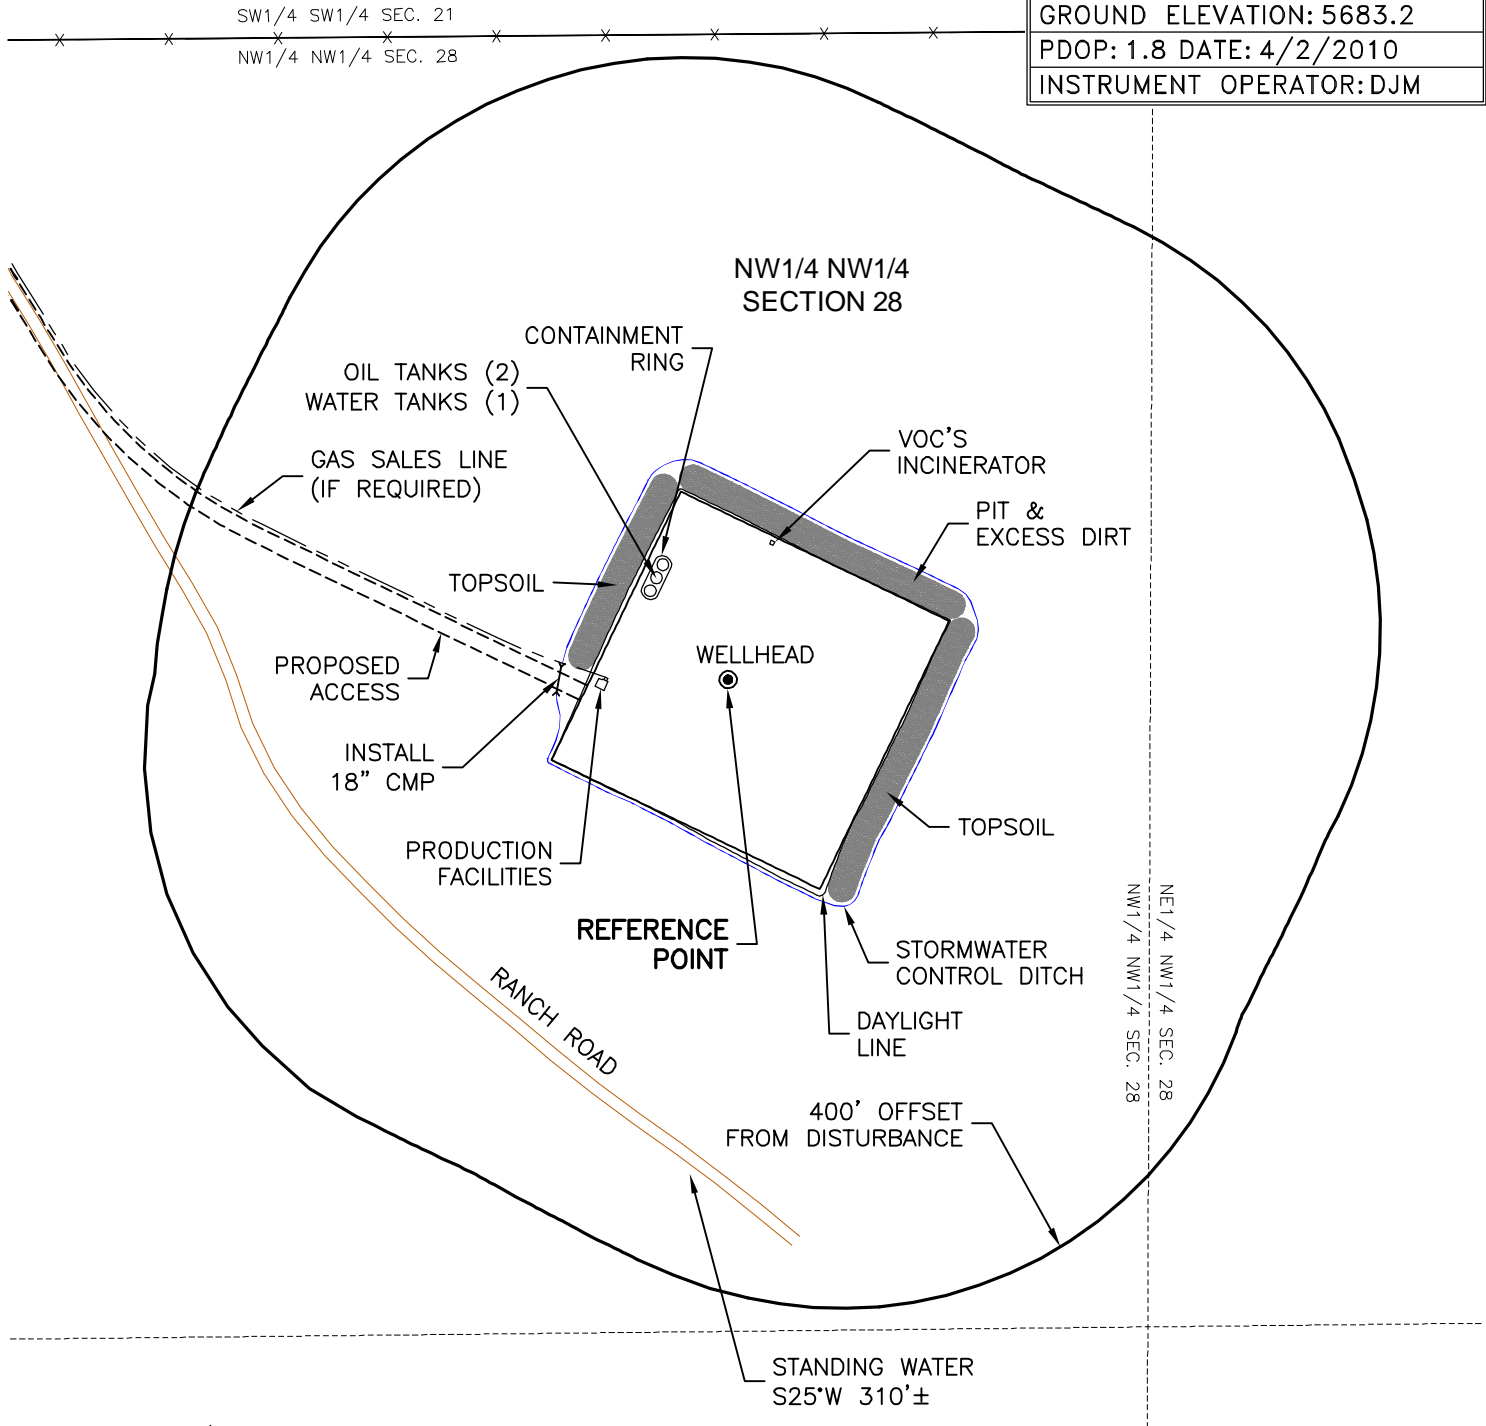 SW1/4 SW1/4 SEC. 21
NW1/4 NW1/4 SEC. 28
GROUND ELEVATION: 5683.2
PDOP: 1.8 DATE: 4/2/2010
INSTRUMENT OPERATOR: DJM
NW1/4 NW1/4
SECTION 28
CONTAINMENT
RING
OIL TANKS (2)
WATER TANKS (1)
GAS SALES LINE
(IF REQUIRED)
VOC'S
INCINERATOR
PIT &
EXCESS DIRT
TOPSOIL
WELLHEAD
PROPOSED
ACCESS
INSTALL
18" CMP
PRODUCTION
FACILITIES
TOPSOIL
REFERENCE
POINT
STORMWATER
CONTROL DITCH
DAYLIGHT
LINE
RANCH ROAD
NE1/4 NW1/4 SEC. 28
NW1/4 NW1/4 SEC. 28
400' OFFSET
FROM DISTURBANCE
STANDING WATER
S25°W 310'±